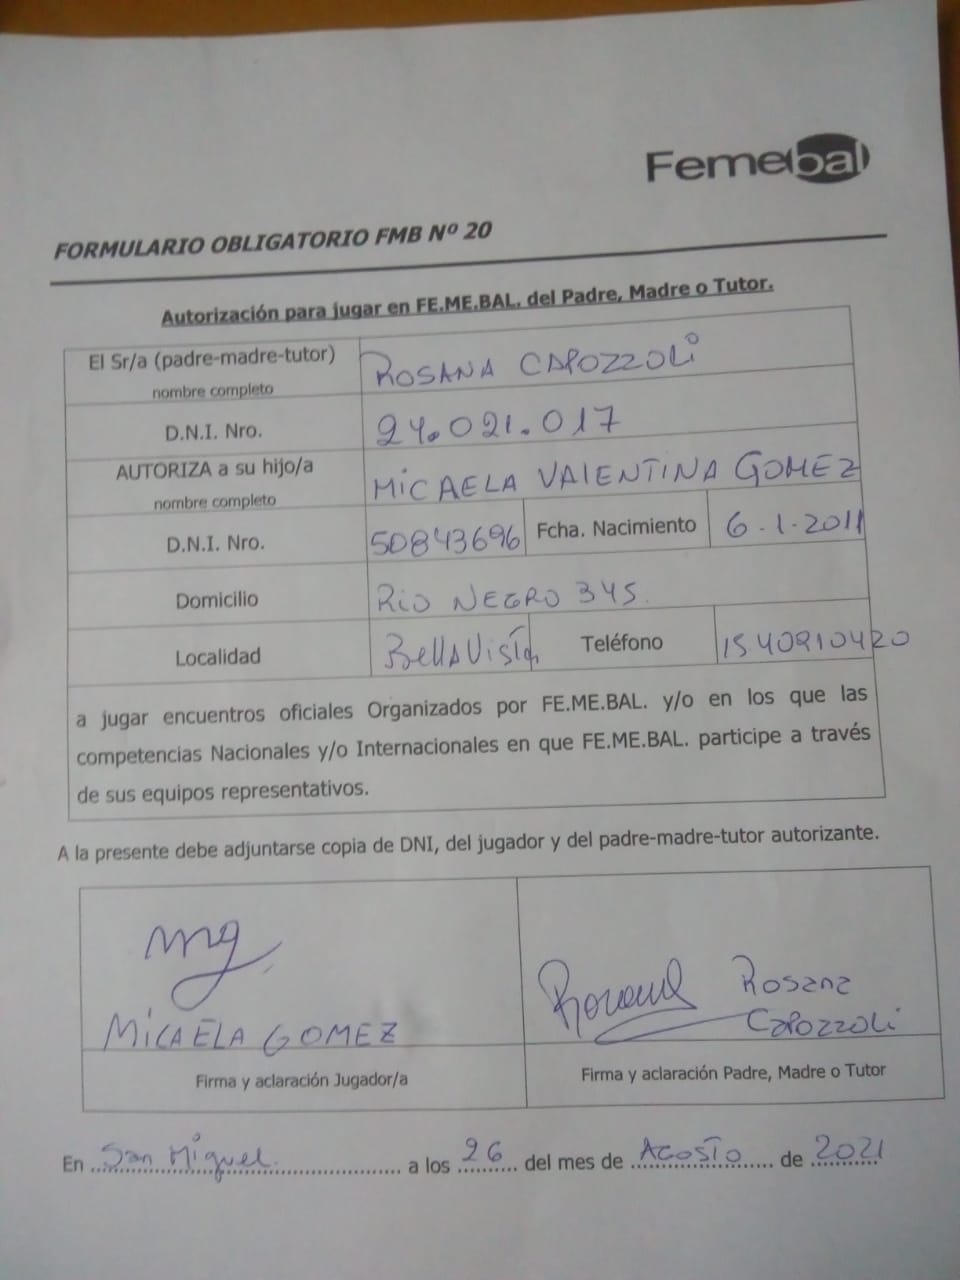 Femebal
FORMULARIO OBLIGATORIO FMB Nº 20
Autorización para jugar en FE.ME.BAL. del Padre, Madre o Tutor.
El Sr/a (padre-madre-tutor) ROSANA CAPOZZOLI
nombre completo
D.N.I. Nro. 24.021.017
AUTORIZA a su hijo/a MICAELA VALENTINA GOMEZ
nombre completo
D.N.I. Nro. 50843696 Fcha. Nacimiento 6.1.2011
Domicilio RIO NEGRO 345.
Localidad Bella Vista Teléfono 1540910420
a jugar encuentros oficiales Organizados por FE.ME.BAL. y/o en los que las
competencias Nacionales y/o Internacionales en que FE.ME.BAL. participe a través
de sus equipos representativos.
A la presente debe adjuntarse copia de DNI, del jugador y del padre-madre-tutor autorizante.
mg
MICAELA GOMEZ
Firma y aclaración Jugador/a
Rosana
CAPOZZOLI
Firma y aclaración Padre, Madre o Tutor
En San Miguel a los 26 del mes de AGOSTO de 2021